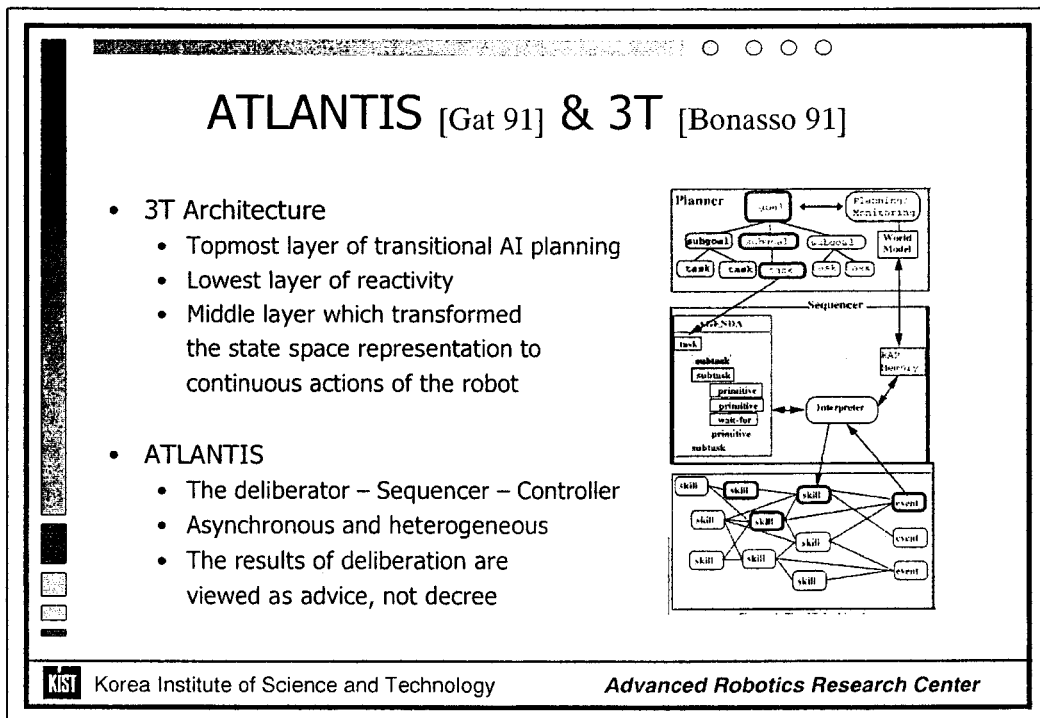 ATLANTIS [Gat 91] & 3T [Bonasso 91]
• 3T Architecture
• Topmost layer of transitional AI planning
• Lowest layer of reactivity
• Middle layer which transformed
the state space representation to
continuous actions of the robot
• ATLANTIS
• The deliberator – Sequencer – Controller
• Asynchronous and heterogeneous
• The results of deliberation are
viewed as advice, not decree
Planner
goal
Planning/
Monitoring
subgoal subgoal subgoal
World
Model
task task task task task
Sequencer
AGENDA
task
subtask
subtask
primitive
primitive
wait-for
primitive
subtask
RAP
Memory
Interpreter
skill skill skill event
skill skill
skill event
skill skill event
skill
KIST Korea Institute of Science and Technology Advanced Robotics Research Center